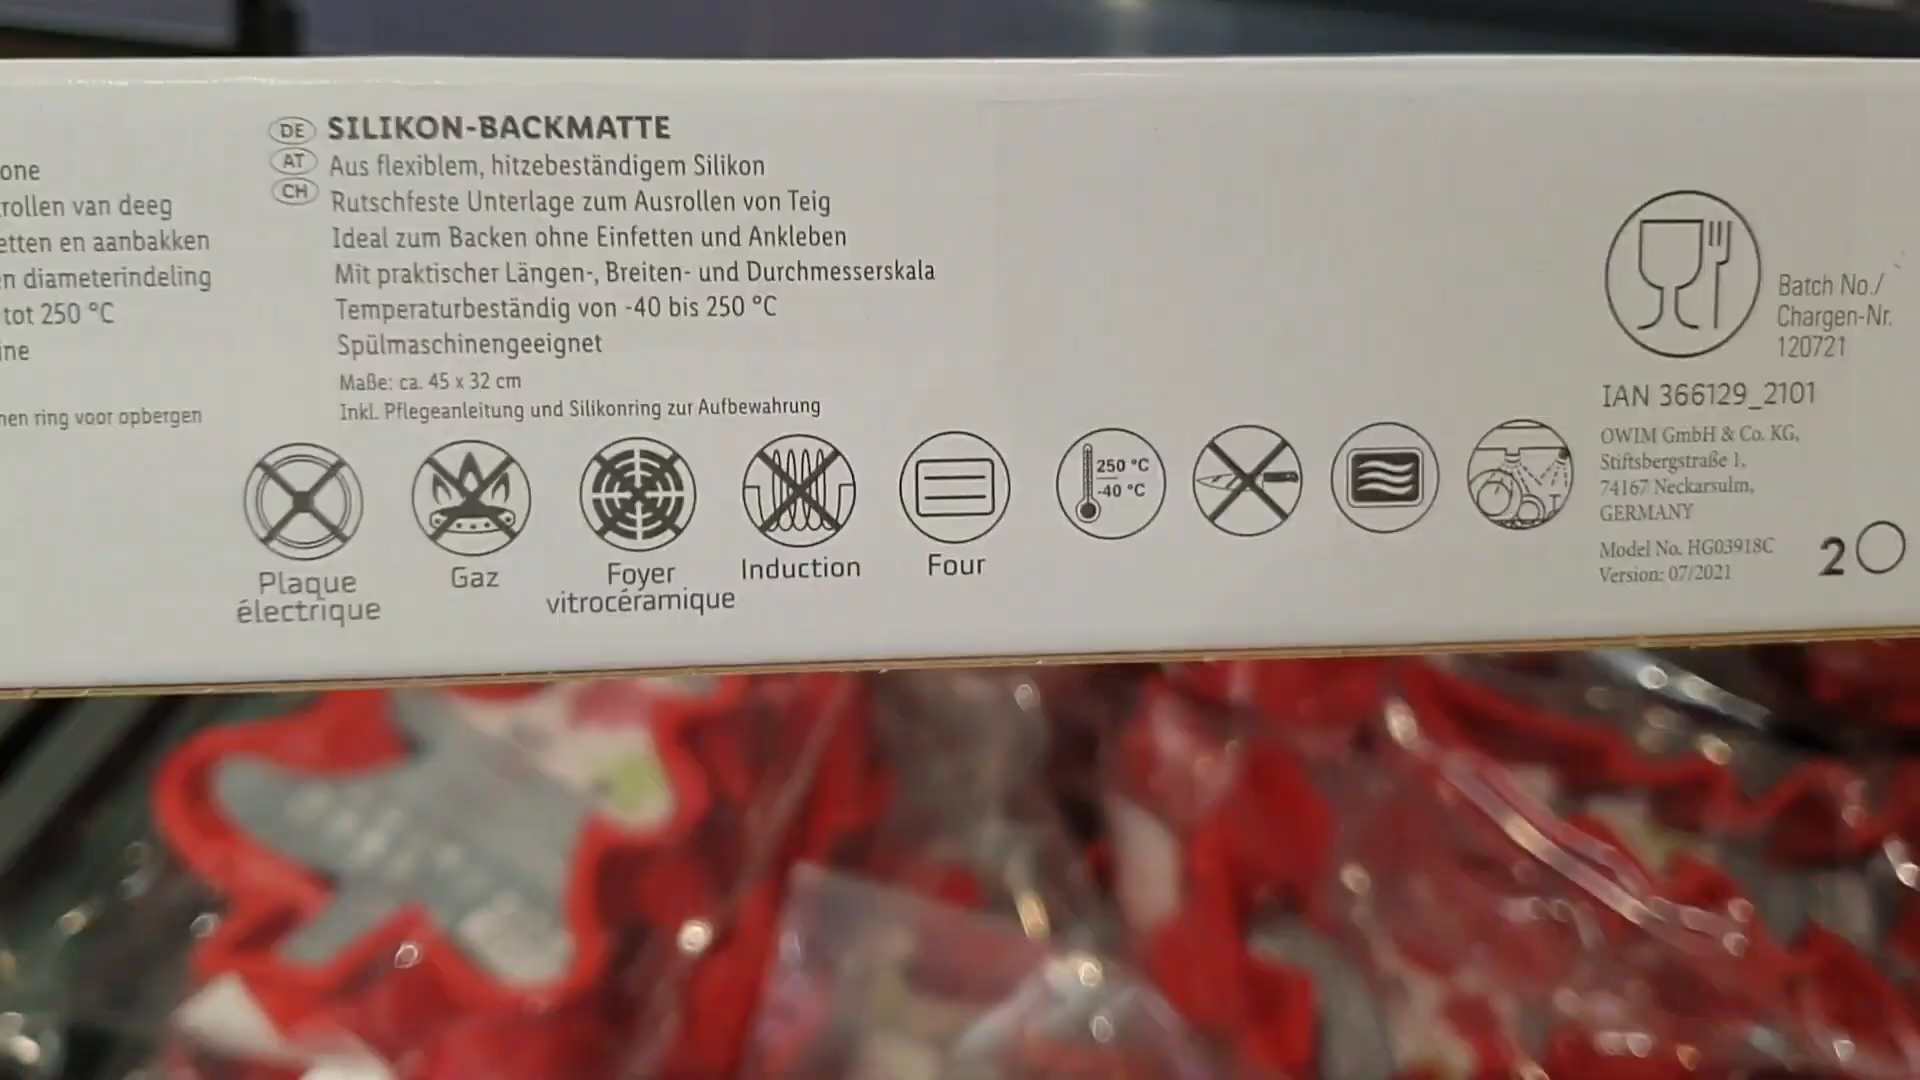 one
rollen van deeg
etten en aanbakken
n diameterindeling
tot 250 °C
ine
nen ring voor opbergen
DE
AT
CH
SILIKON-BACKMATTE
Aus flexiblem, hitzebeständigem Silikon
Rutschfeste Unterlage zum Ausrollen von Teig
Ideal zum Backen ohne Einfetten und Ankleben
Mit praktischer Längen-, Breiten- und Durchmesserskala
Temperaturbeständig von -40 bis 250 °C
Spülmaschinengeeignet
Maße: ca. 45 x 32 cm
Inkl. Pflegeanleitung und Silikonring zur Aufbewahrung
Plaque
électrique
Gaz
Foyer
vitrocéramique
Induction
Four
250 °C
-40 °C
Batch No./
Chargen-Nr.
120721
IAN 366129_2101
OWIM GmbH & Co. KG,
Stiftsbergstraße 1,
74167 Neckarsulm,
GERMANY
Model No. HG03918C
Version: 07/2021
2